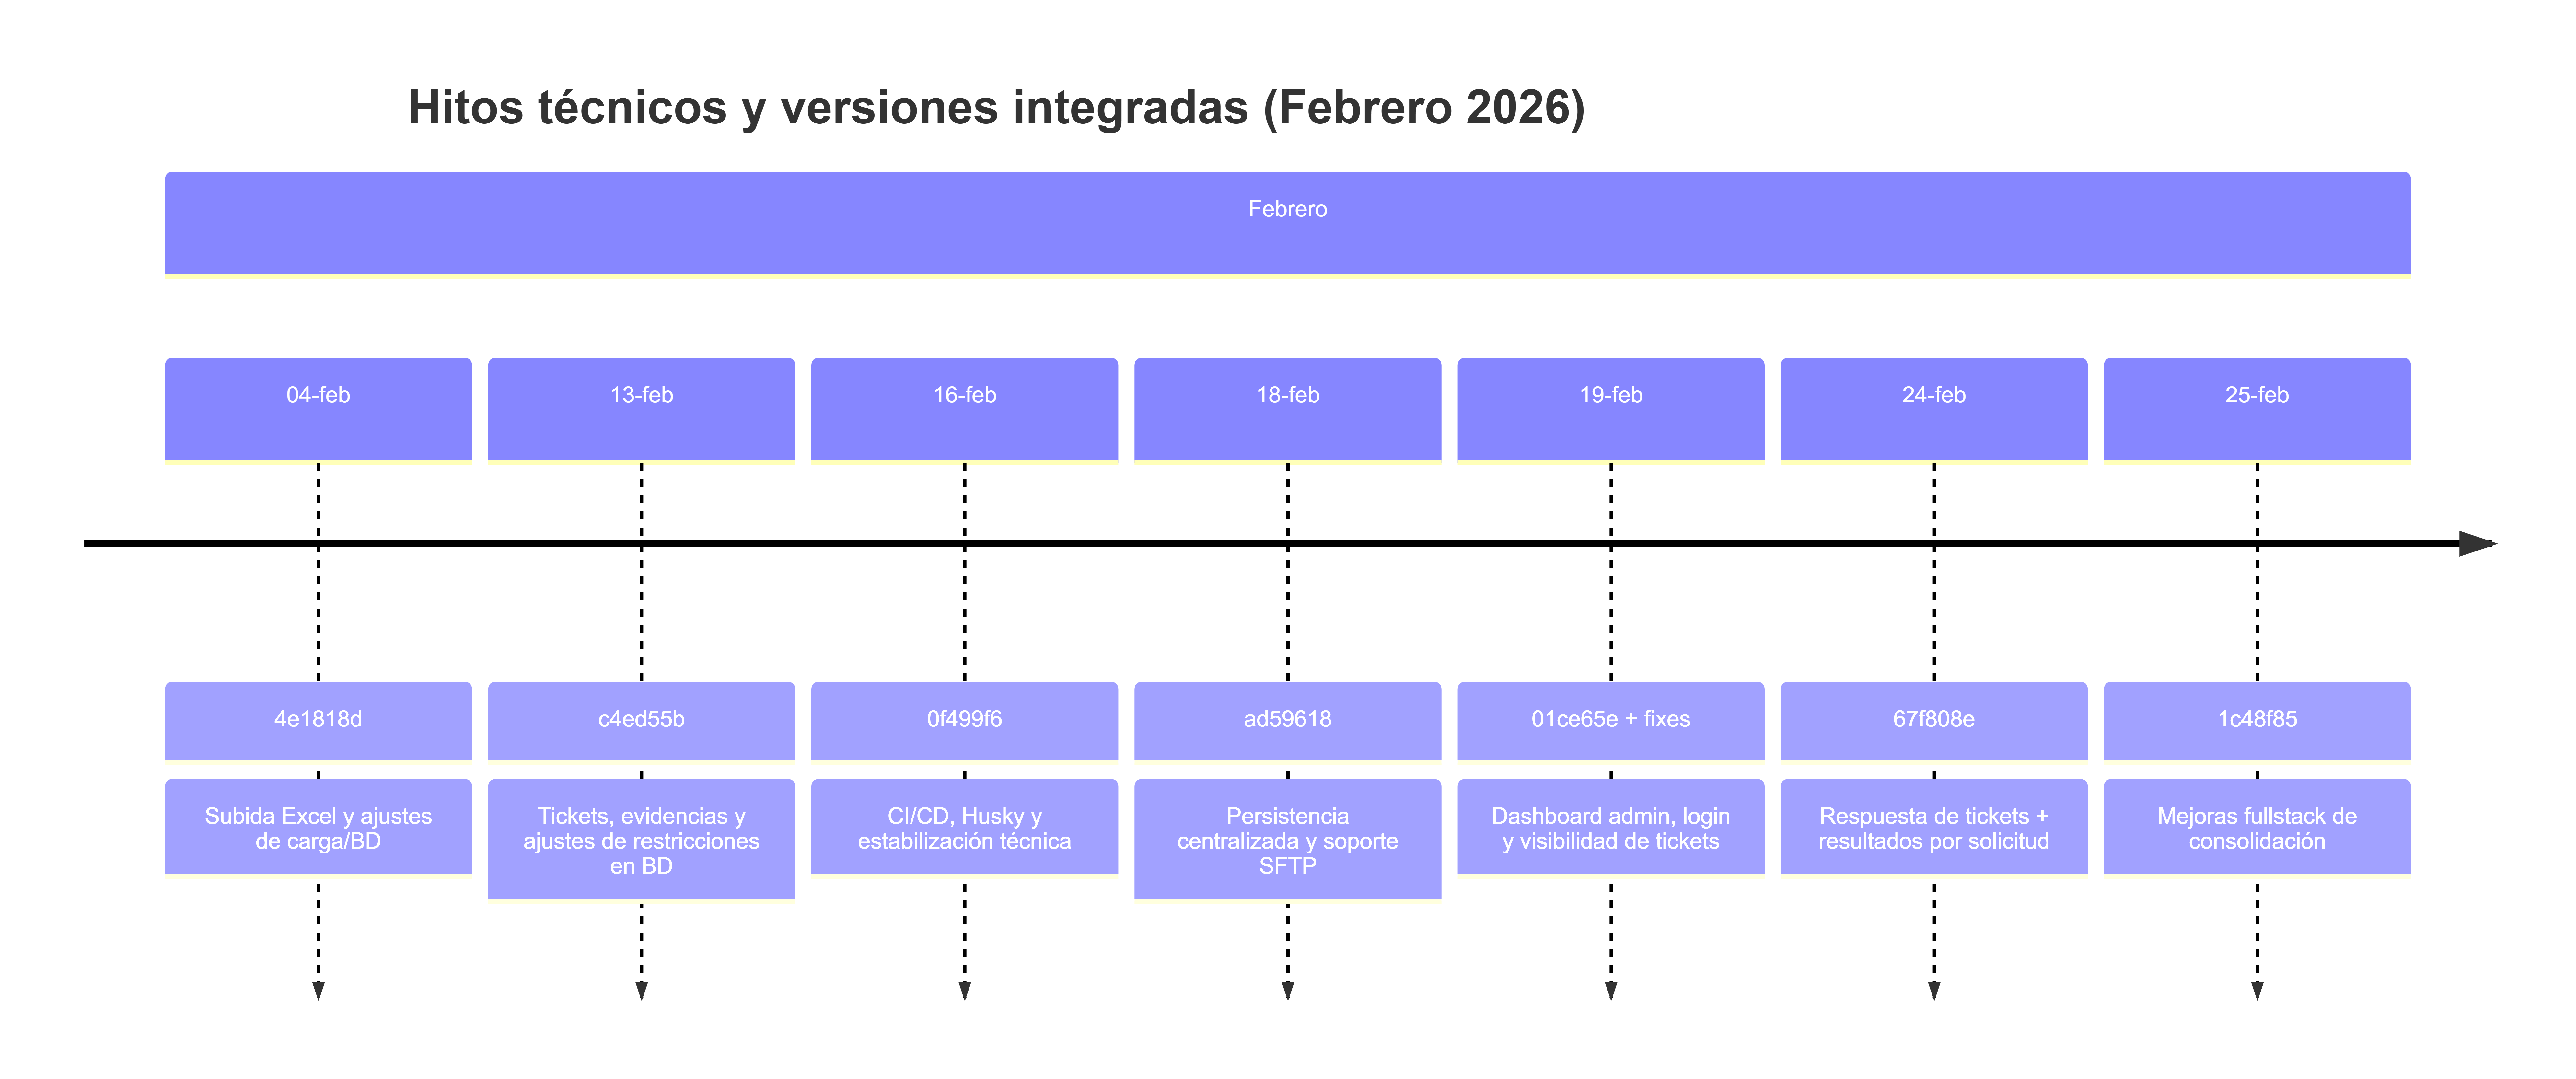 Hitos técnicos y versiones integradas (Febrero 2026)
Febrero
04-feb
13-feb
16-feb
18-feb
19-feb
24-feb
25-feb
4e1818d
c4ed55b
0f499f6
ad59618
01ce65e + fixes
67f808e
1c48f85
Subida Excel y ajustes
de carga/BD
Tickets, evidencias y
ajustes de restricciones
en BD
CI/CD, Husky y
estabilización técnica
Persistencia
centralizada y soporte
SFTP
Dashboard admin, login
y visibilidad de tickets
Respuesta de tickets +
resultados por solicitud
Mejoras fullstack de
consolidación